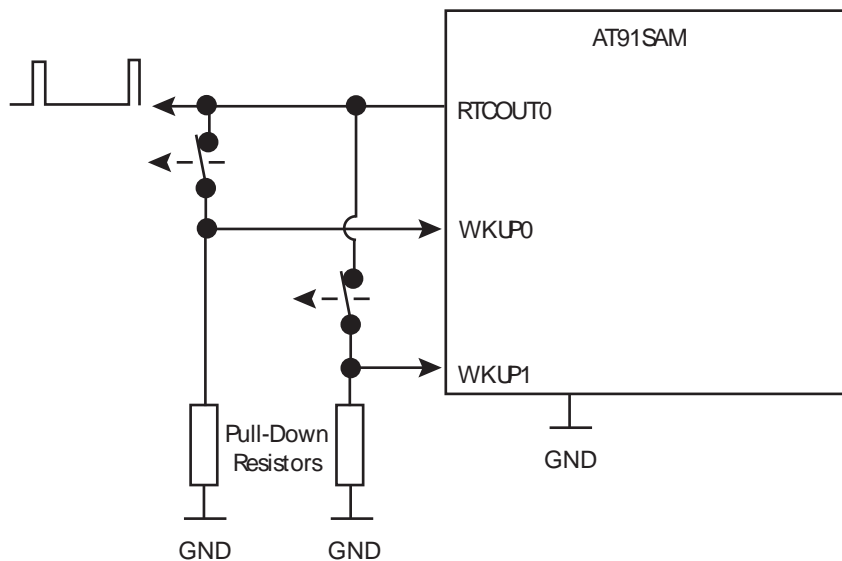 AT91SAM
RTCOUT0
WKUP0
WKUP1
Pull-Down
Resistors
GND
GND
GND